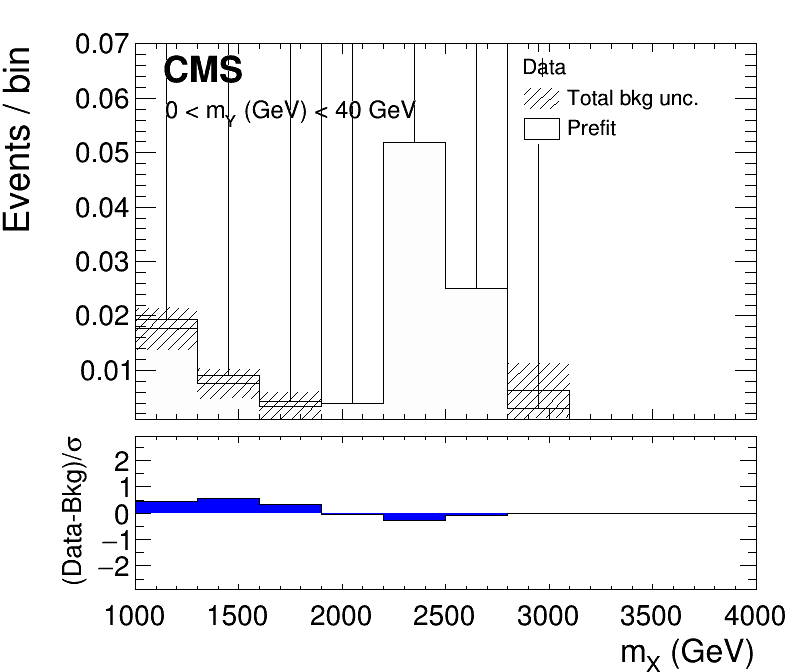 0.07
CMS
Data
0.06
0 < mY (GeV) < 40 GeV
Total bkg unc.
Prefit
0.05
0.04
0.03
0.02
0.01
Events / bin
2
1
0
−1
−2
(Data-Bkg)/σ
1000 1500 2000 2500 3000 3500 4000
mX (GeV)